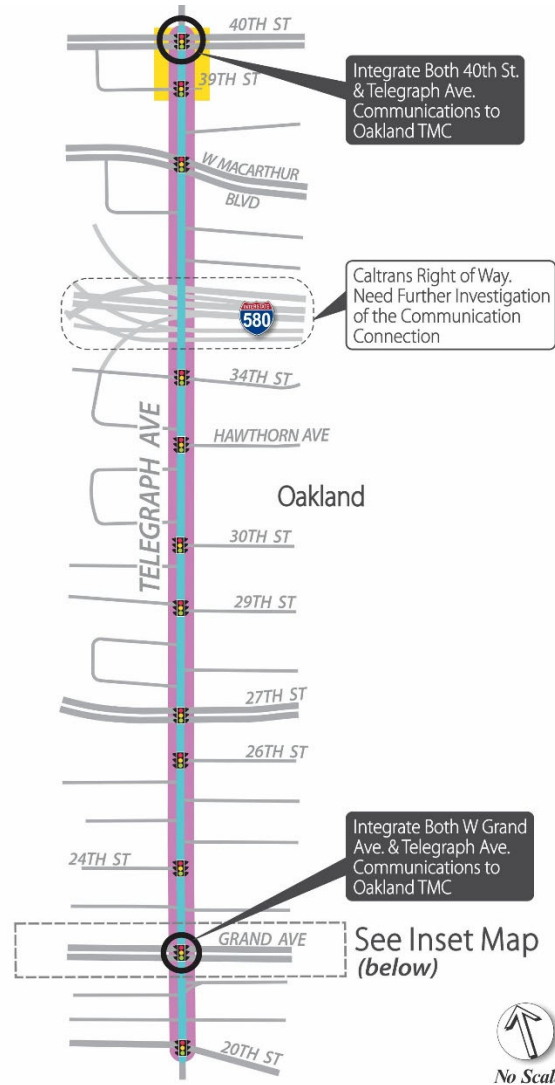 40TH ST
39TH ST
Integrate Both 40th St.
& Telegraph Ave.
Communications to
Oakland TMC
W MACARTHUR
BLVD
Caltrans Right of Way.
Need Further Investigation
of the Communication
Connection
INTERSTATE
580
34TH ST
TELEGRAPH AVE
HAWTHORN AVE
Oakland
30TH ST
29TH ST
27TH ST
26TH ST
Integrate Both W Grand
Ave. & Telegraph Ave.
Communications to
Oakland TMC
24TH ST
GRAND AVE
See Inset Map
(below)
20TH ST
No Scal